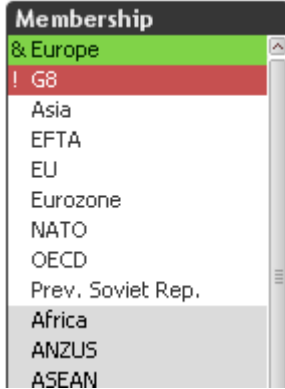 Membership
& Europe
! G8
Asia
EFTA
EU
Eurozone
NATO
OECD
Prev. Soviet Rep.
Africa
ANZUS
ASEAN